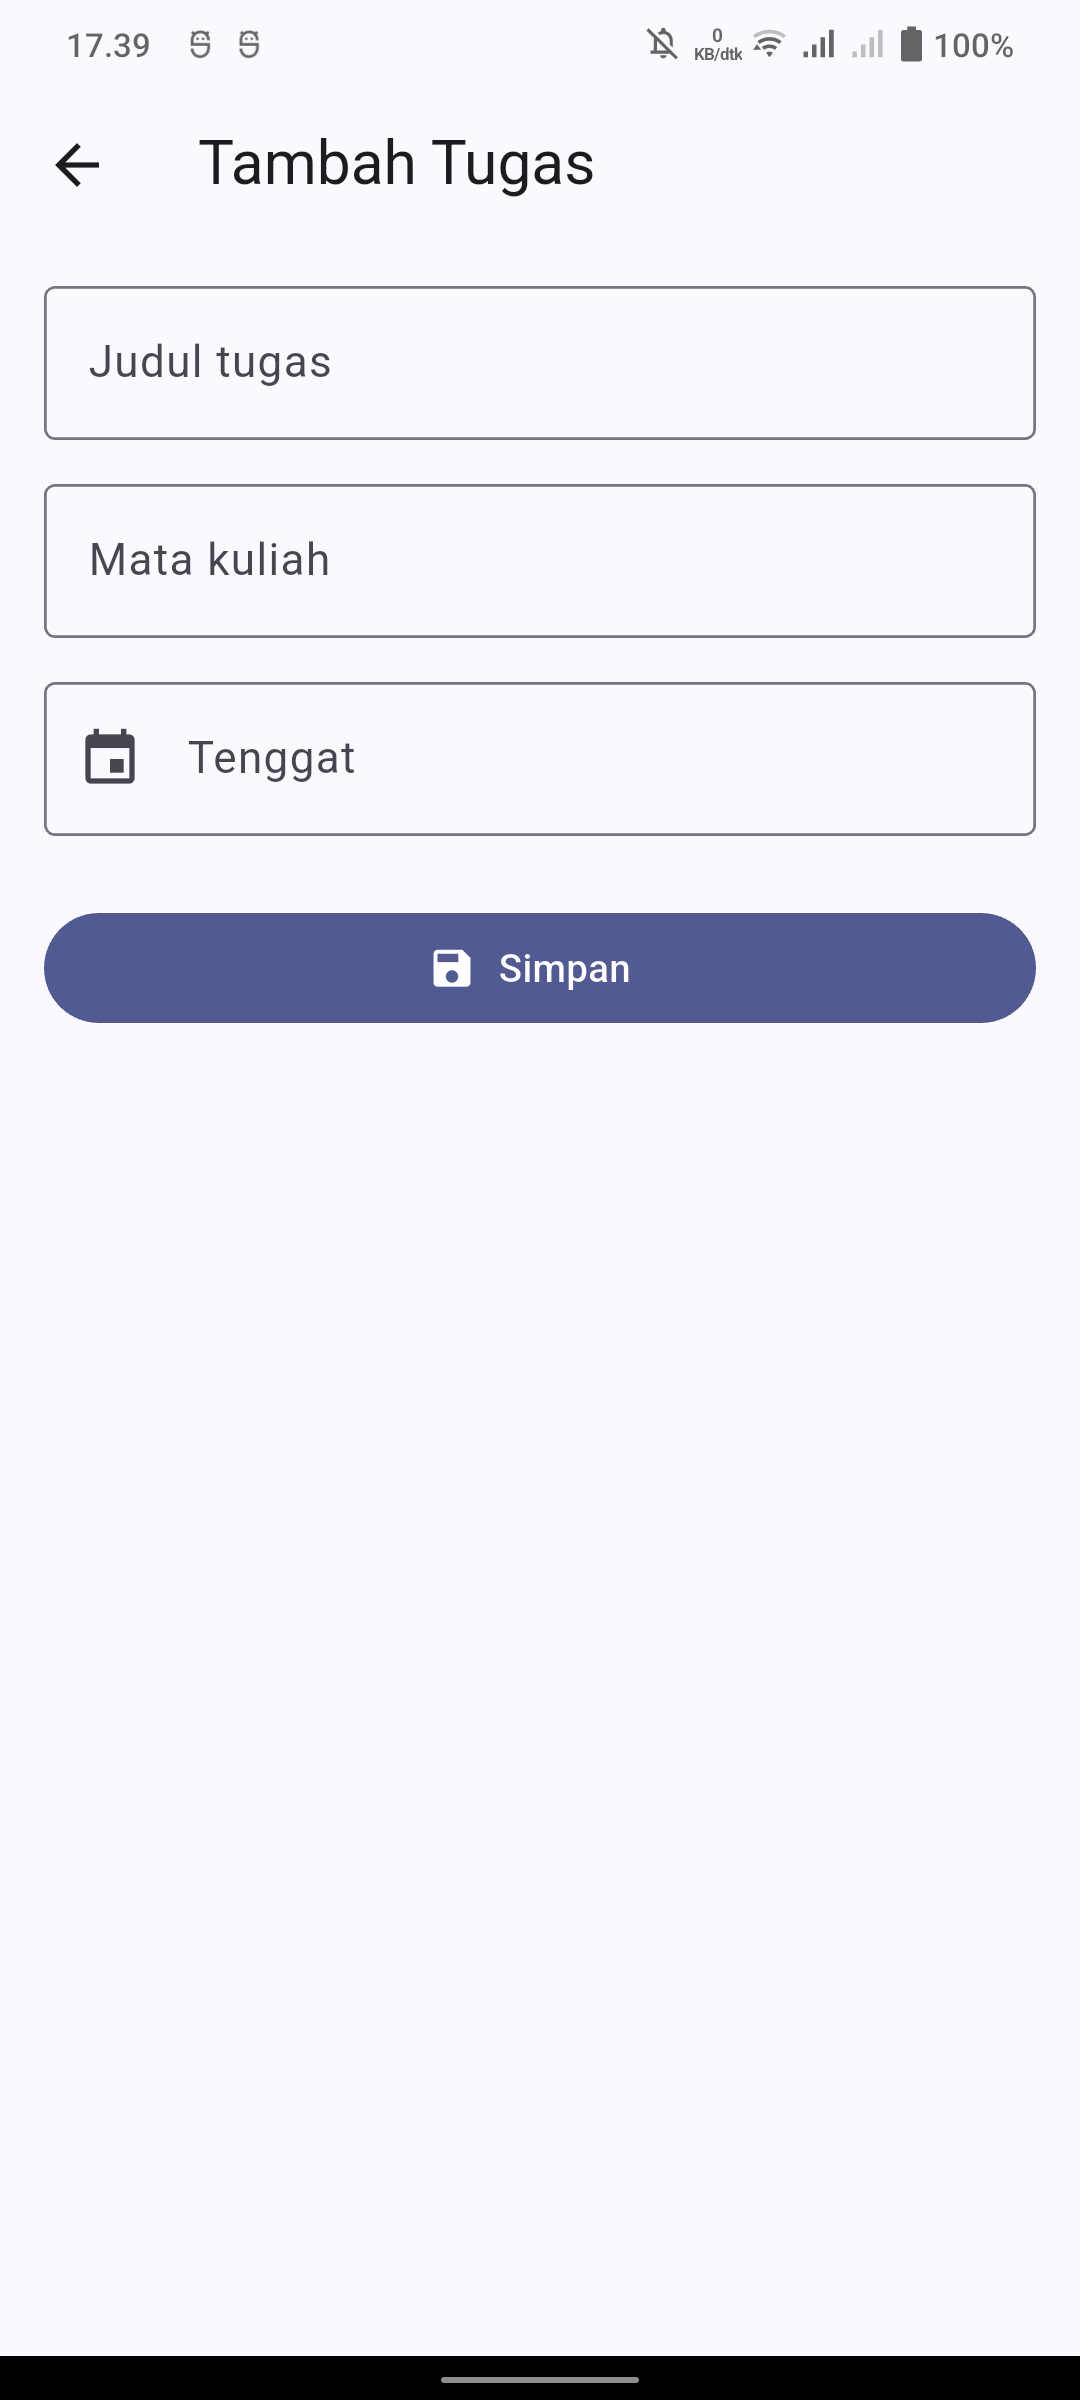 17.39 0 KB/dtk 100%
Tambah Tugas
Judul tugas
Mata kuliah
Tenggat
Simpan